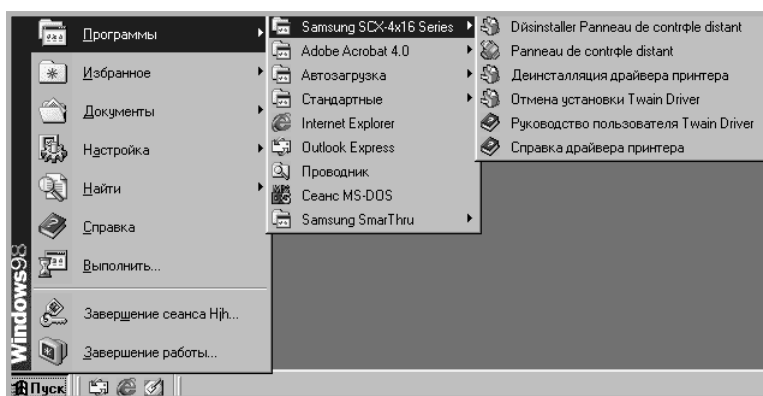 Программы
Избранное
Документы
Настройка
Найти
Справка
Выполнить...
Завершение сеанса Hjh...
Завершение работы...
Windows98
Пуск
Samsung SCX-4x16 Series
Adobe Acrobat 4.0
Автозагрузка
Стандартные
Internet Explorer
Outlook Express
Проводник
Сеанс MS-DOS
Samsung SmarThru
Dйsinstaller Panneau de contrфle distant
Panneau de contrфle distant
Деинсталляция драйвера принтера
Отмена установки Twain Driver
Руководство пользователя Twain Driver
Справка драйвера принтера